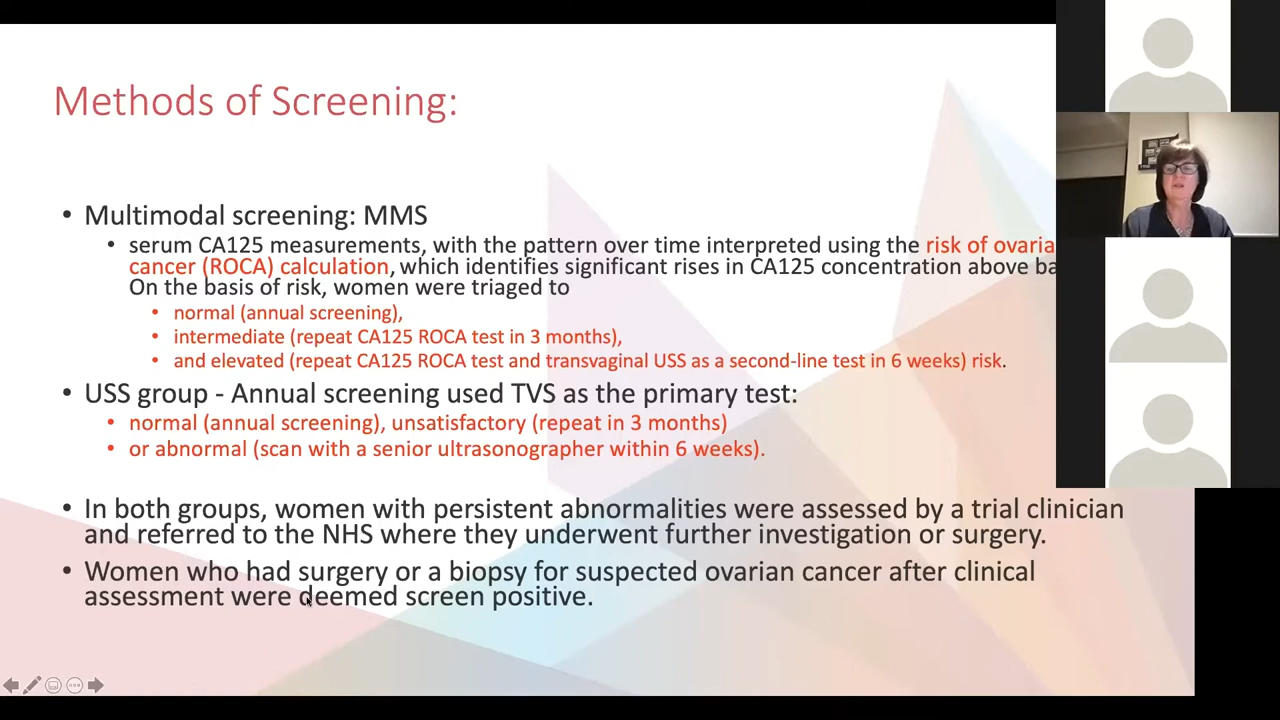 Methods of Screening:
• Multimodal screening: MMS
• serum CA125 measurements, with the pattern over time interpreted using the risk of
cancer (ROCA) calculation, which identifies significant rises in CA125 concentration above
On the basis of risk, women were triaged to
• normal (annual screening),
• intermediate (repeat CA125 ROCA test in 3 months),
• and elevated (repeat CA125 ROCA test and transvaginal USS as a second-line test in 6 weeks) risk.
• USS group - Annual screening used TVS as the primary test:
• normal (annual screening), unsatisfactory (repeat in 3 months)
• or abnormal (scan with a senior ultrasonographer within 6 weeks).
• In both groups, women with persistent abnormalities were assessed by a trial clinician
and referred to the NHS where they underwent further investigation or surgery.
• Women who had surgery or a biopsy for suspected ovarian cancer after clinical
assessment were deemed screen positive.